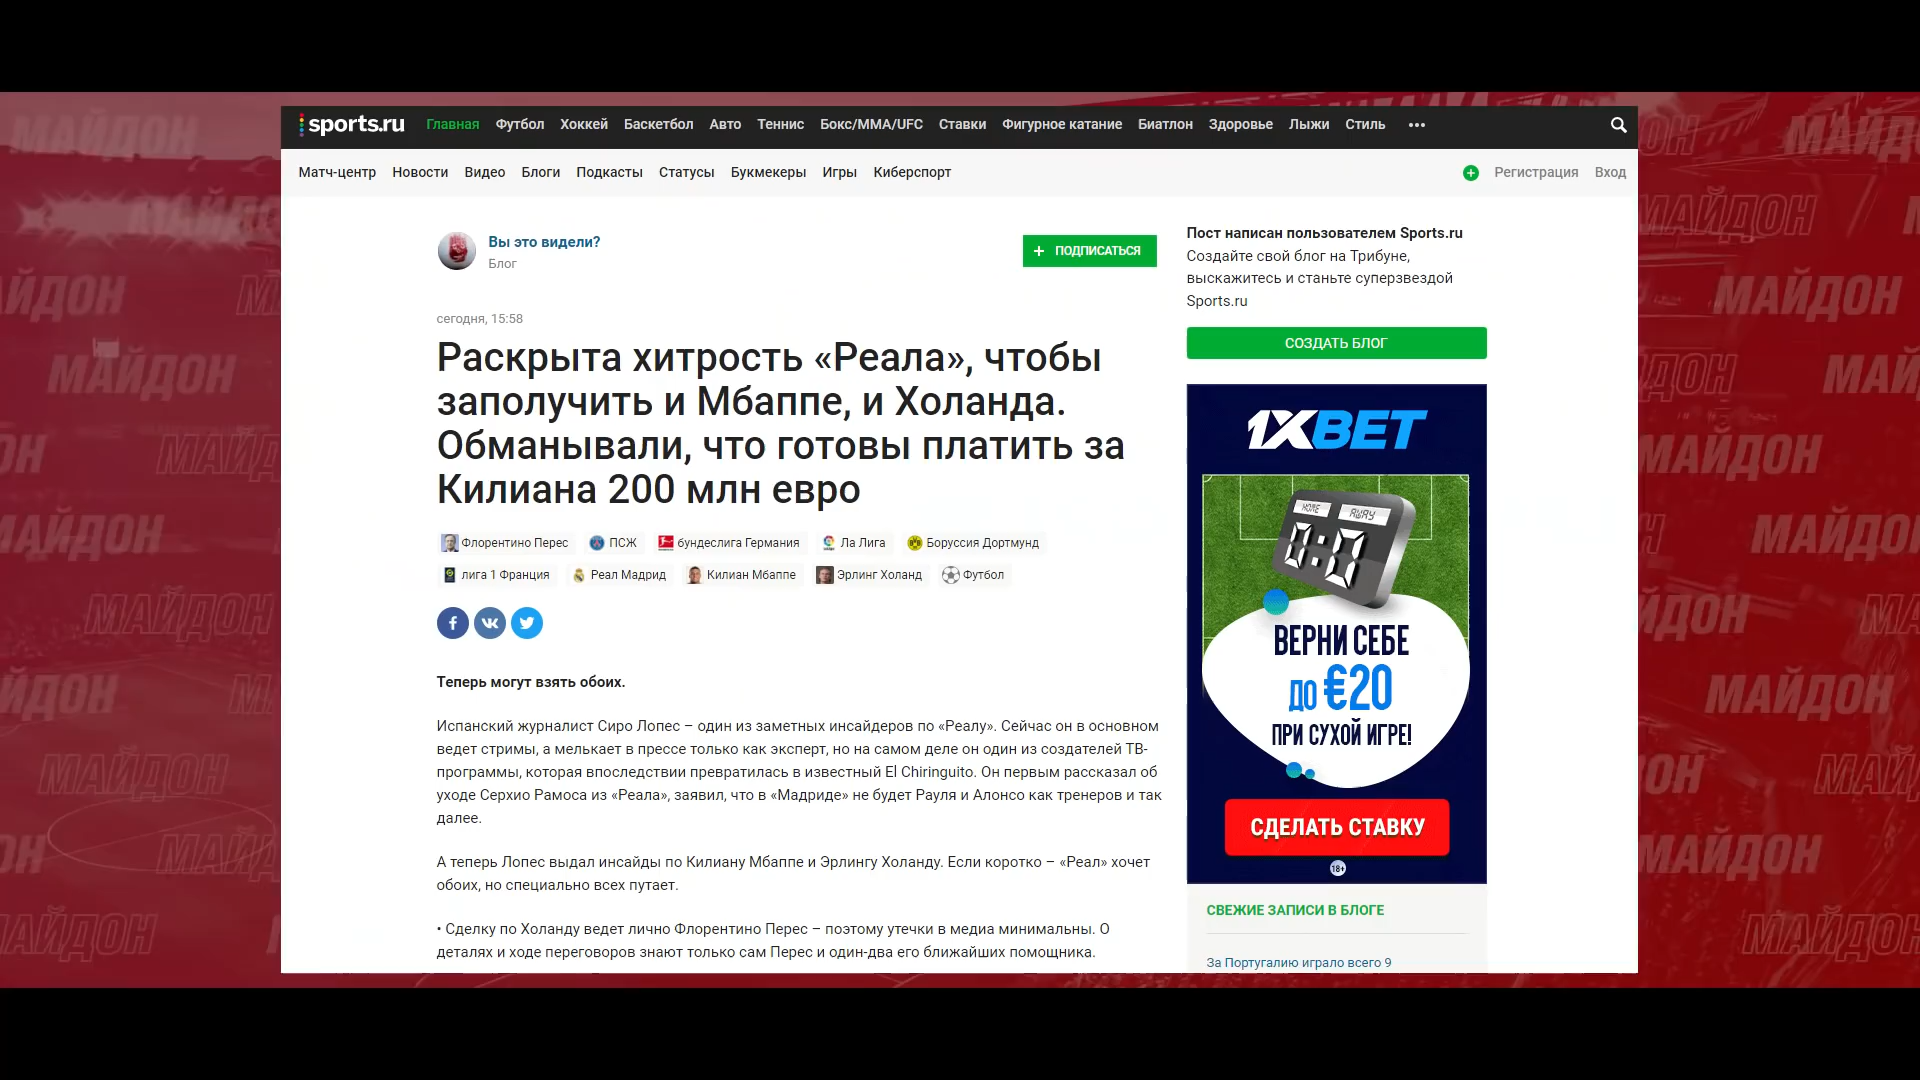 sports.ru Главная Футбол Хоккей Баскетбол Авто Теннис Бокс/MMA/UFC Ставки Фигурное катание Биатлон Здоровье Лыжи Стиль •••
Матч-центр Новости Видео Блоги Подкасты Статусы Букмекеры Игры Киберспорт
Регистрация Вход
Вы это видели?
Блог
+ ПОДПИСАТЬСЯ
сегодня, 15:58
Раскрыта хитрость «Реала», чтобы
заполучить и Мбаппе, и Холанда.
Обманывали, что готовы платить за
Килиана 200 млн евро
Флорентино Перес ПСЖ бундеслига Германия Ла Лига Боруссия Дортмунд
лига 1 Франция Реал Мадрид Килиан Мбаппе Эрлинг Холанд Футбол
Теперь могут взять обоих.
Испанский журналист Сиро Лопес – один из заметных инсайдеров по «Реалу». Сейчас он в основном
ведет стримы, а мелькает в прессе только как эксперт, но на самом деле он один из создателей ТВ-
программы, которая впоследствии превратилась в известный El Chiringuito. Он первым рассказал об
уходе Серхио Рамоса из «Реала», заявил, что в «Мадриде» не будет Рауля и Алонсо как тренеров и так
далее.
А теперь Лопес выдал инсайды по Килиану Мбаппе и Эрлингу Холанду. Если коротко – «Реал» хочет
обоих, но специально всех путает.
• Сделку по Холанду ведет лично Флорентино Перес – поэтому утечки в медиа минимальны. О
деталях и ходе переговоров знают только сам Перес и один-два его ближайших помощника.
Пост написан пользователем Sports.ru
Создайте свой блог на Трибуне,
выскажитесь и станьте суперзвездой
Sports.ru
СОЗДАТЬ БЛОГ
1XBET
HOME AWAY
0:0
ВЕРНИ СЕБЕ
ДО €20
ПРИ СУХОЙ ИГРЕ!
СДЕЛАТЬ СТАВКУ
18+
СВЕЖИЕ ЗАПИСИ В БЛОГЕ
За Португалию играло всего 9
МАЙДОН
МАЙДОН
МАЙДОН
МАЙДОН
МАЙДОН
МАЙДОН
МАЙДОН
МАЙДОН
МАЙДОН
МАЙДОН